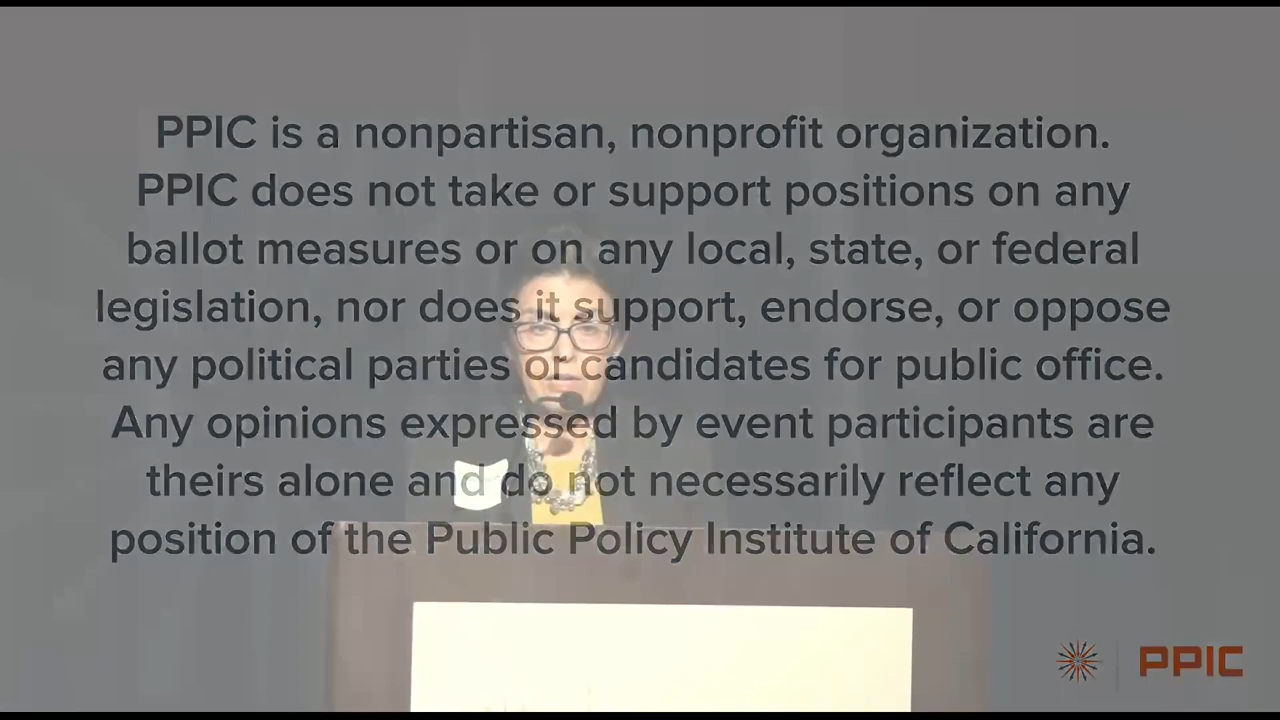 PPIC is a nonpartisan, nonprofit organization.
PPIC does not take or support positions on any
ballot measures or on any local, state, or federal
legislation, nor does it support, endorse, or oppose
any political parties or candidates for public office.
Any opinions expressed by event participants are
theirs alone and do not necessarily reflect any
position of the Public Policy Institute of California.
PPIC